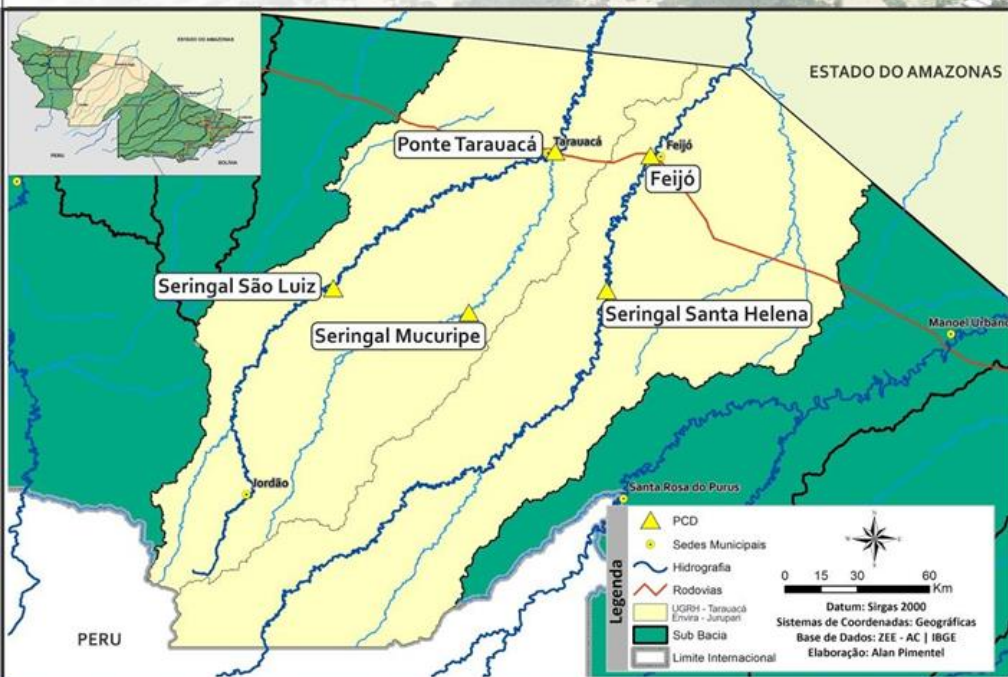 ESTADO DO AMAZONAS
PERU
BOLIVIA
ESTADO DO AMAZONAS
Ponte Tarauacá
Tarauacá
Feijó
Feijó
Seringal São Luiz
Seringal Mucuripe
Seringal Santa Helena
Manoel Urbano
Jordão
Santa Rosa do Purus
PERU
Legenda
PCD
Sedes Municipais
Hidrografia
Rodovias
UGRH - Tarauacá
Envira - Jurupari
Sub Bacia
Limite Internacional
0 15 30 60
Km
Datum: Sirgas 2000
Sistemas de Coordenadas: Geográficas
Base de Dados: ZEE - AC | IBGE
Elaboração: Alan Pimentel